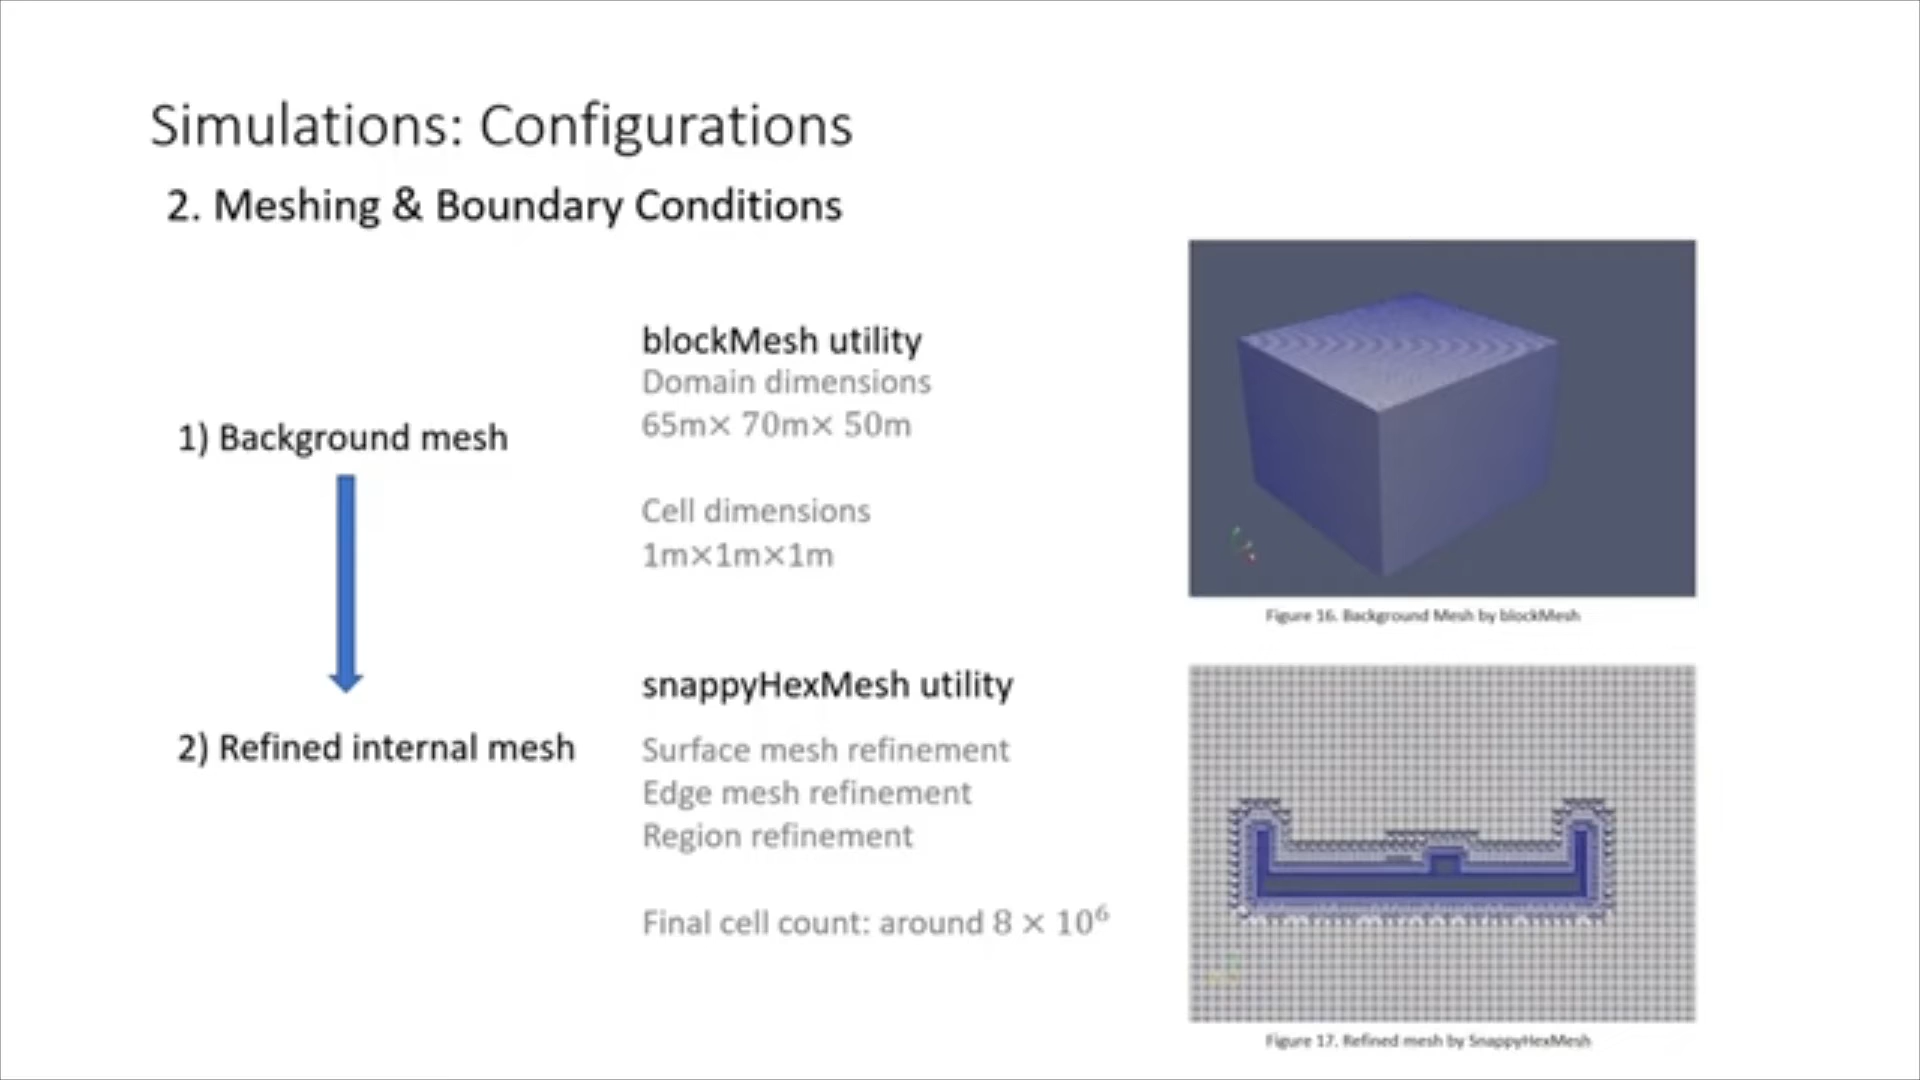 Simulations: Configurations
2. Meshing & Boundary Conditions
1) Background mesh
blockMesh utility
Domain dimensions
65m× 70m× 50m
Cell dimensions
1m×1m×1m
Figure 16. Background Mesh by blockMesh
2) Refined internal mesh
snappyHexMesh utility
Surface mesh refinement
Edge mesh refinement
Region refinement
Final cell count: around 8 × 10⁶
Figure 17. Refined mesh by SnappyHexMesh